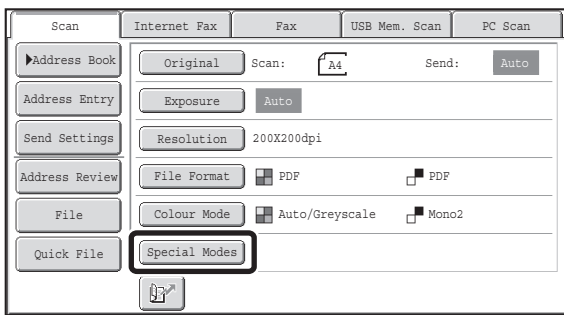 Scan Internet Fax Fax USB Mem. Scan PC Scan
Address Book Original Scan: A4 Send: Auto
Address Entry Exposure Auto
Send Settings Resolution 200X200dpi
Address Review File Format PDF PDF
File Colour Mode Auto/Greyscale Mono2
Quick File Special Modes